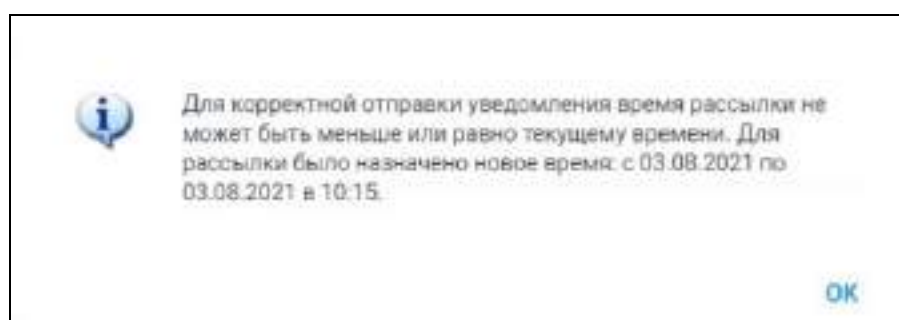 Для корректной отправки уведомления время рассылки не
может быть меньше или равно текущему времени. Для
рассылки было назначено новое время: с 03.08.2021 по
03.08.2021 в 10:15.
ОК